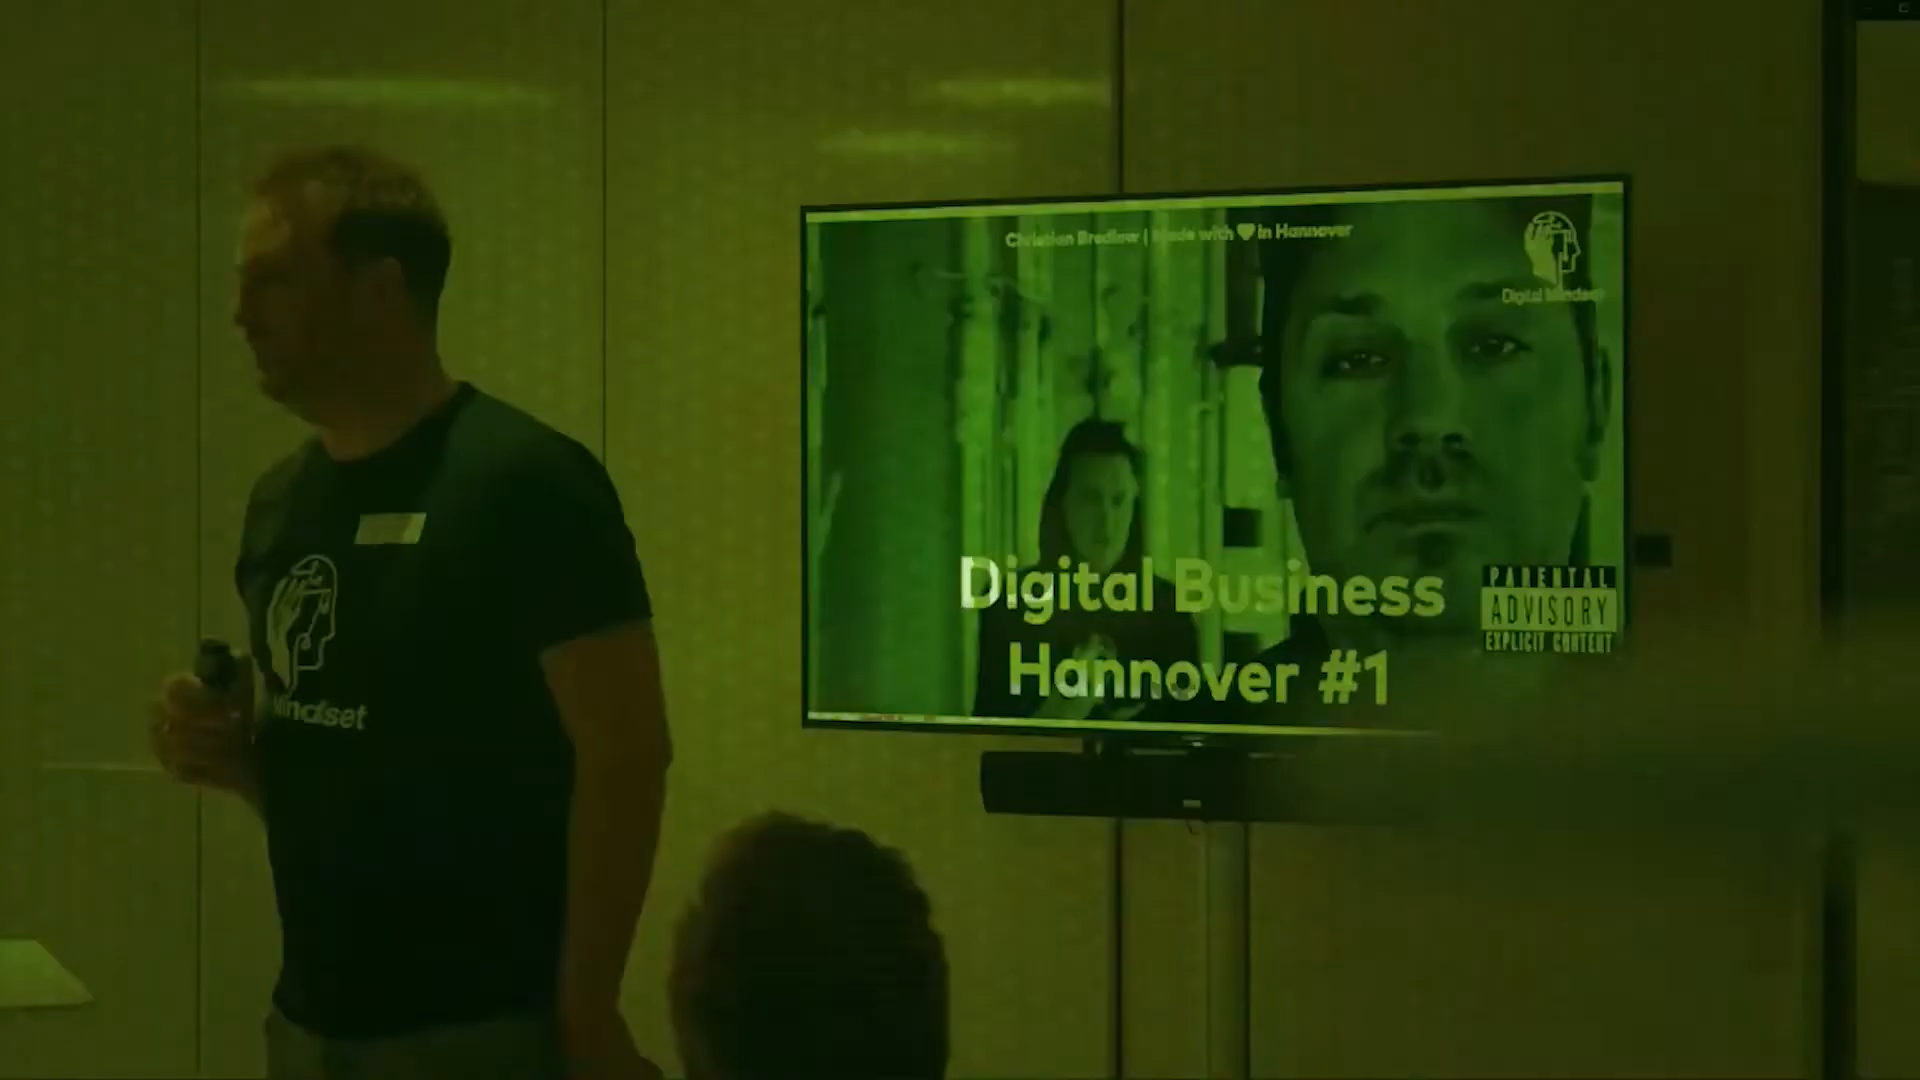 Christian Bredlow | Made with ♥ in Hannover
Digital Mindset
Digital Business
Hannover #1
PARENTAL
ADVISORY
EXPLICIT CONTENT
Mindset